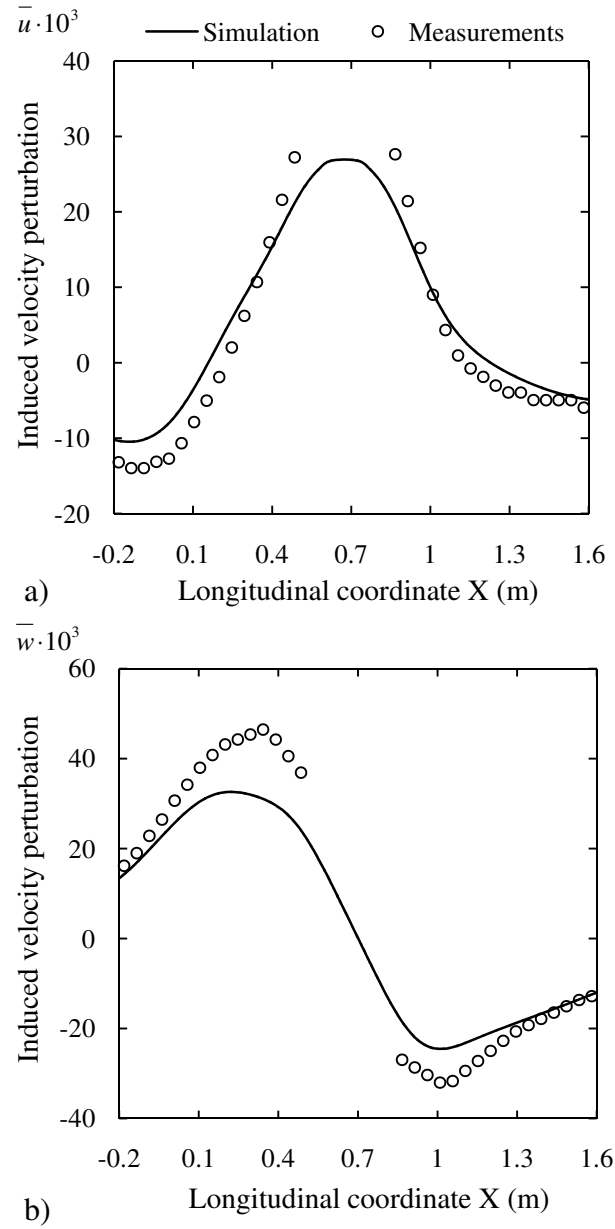 u̅·10³
Simulation Measurements
Induced velocity perturbation
40
30
20
10
0
-10
-20
-0.2 0.1 0.4 0.7 1 1.3 1.6
a) Longitudinal coordinate X (m)
w̅·10³
Induced velocity perturbation
60
40
20
0
-20
-40
-0.2 0.1 0.4 0.7 1 1.3 1.6
b) Longitudinal coordinate X (m)